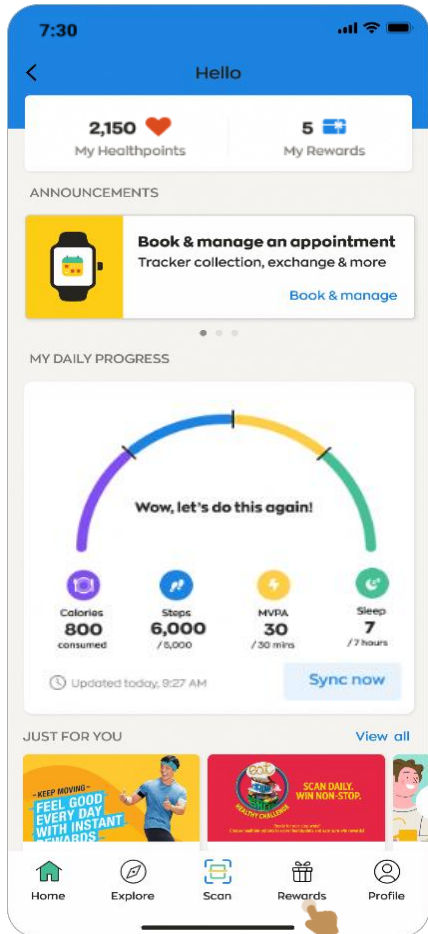 7:30
Hello
2,150
5
My Healthpoints
My Rewards
ANNOUNCEMENTS
Book & manage an appointment
Tracker collection, exchange & more
Book & manage
MY DAILY PROGRESS
Wow, let's do this again!
Calories
800
consumed
Steps
6,000
/5,000
MVPA
30
/30 mins
Sleep
7
/7 hours
Updated today, 9:27 AM
Sync now
JUST FOR YOU
View all
- KEEP MOVING -
FEEL GOOD
EVERY DAY
WITH INSTANT
REWARDS
HEALTHY CHALLENGE
SCAN DAILY.
WIN NON-STOP.
Home
Explore
Scan
Rewards
Profile